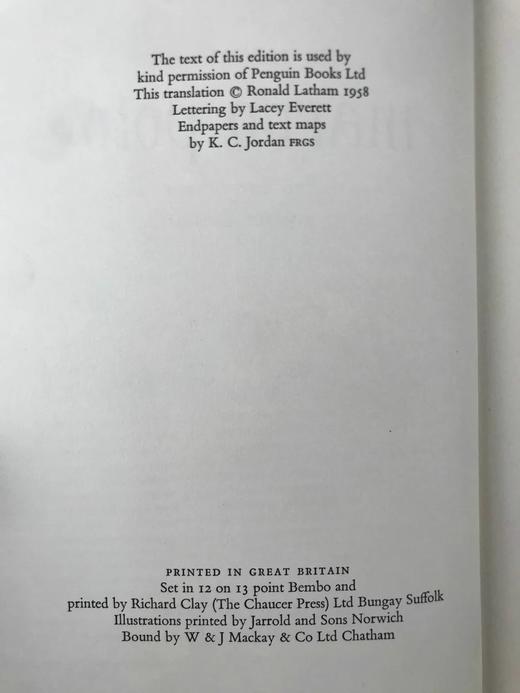 The text of this edition is used by
kind permission of Penguin Books Ltd
This translation © Ronald Latham 1958
Lettering by Lacey Everett
Endpapers and text maps
by K. C. Jordan FRGS
PRINTED IN GREAT BRITAIN
Set in 12 on 13 point Bembo and
printed by Richard Clay (The Chaucer Press) Ltd Bungay Suffolk
Illustrations printed by Jarrold and Sons Norwich
Bound by W & J Mackay & Co Ltd Chatham